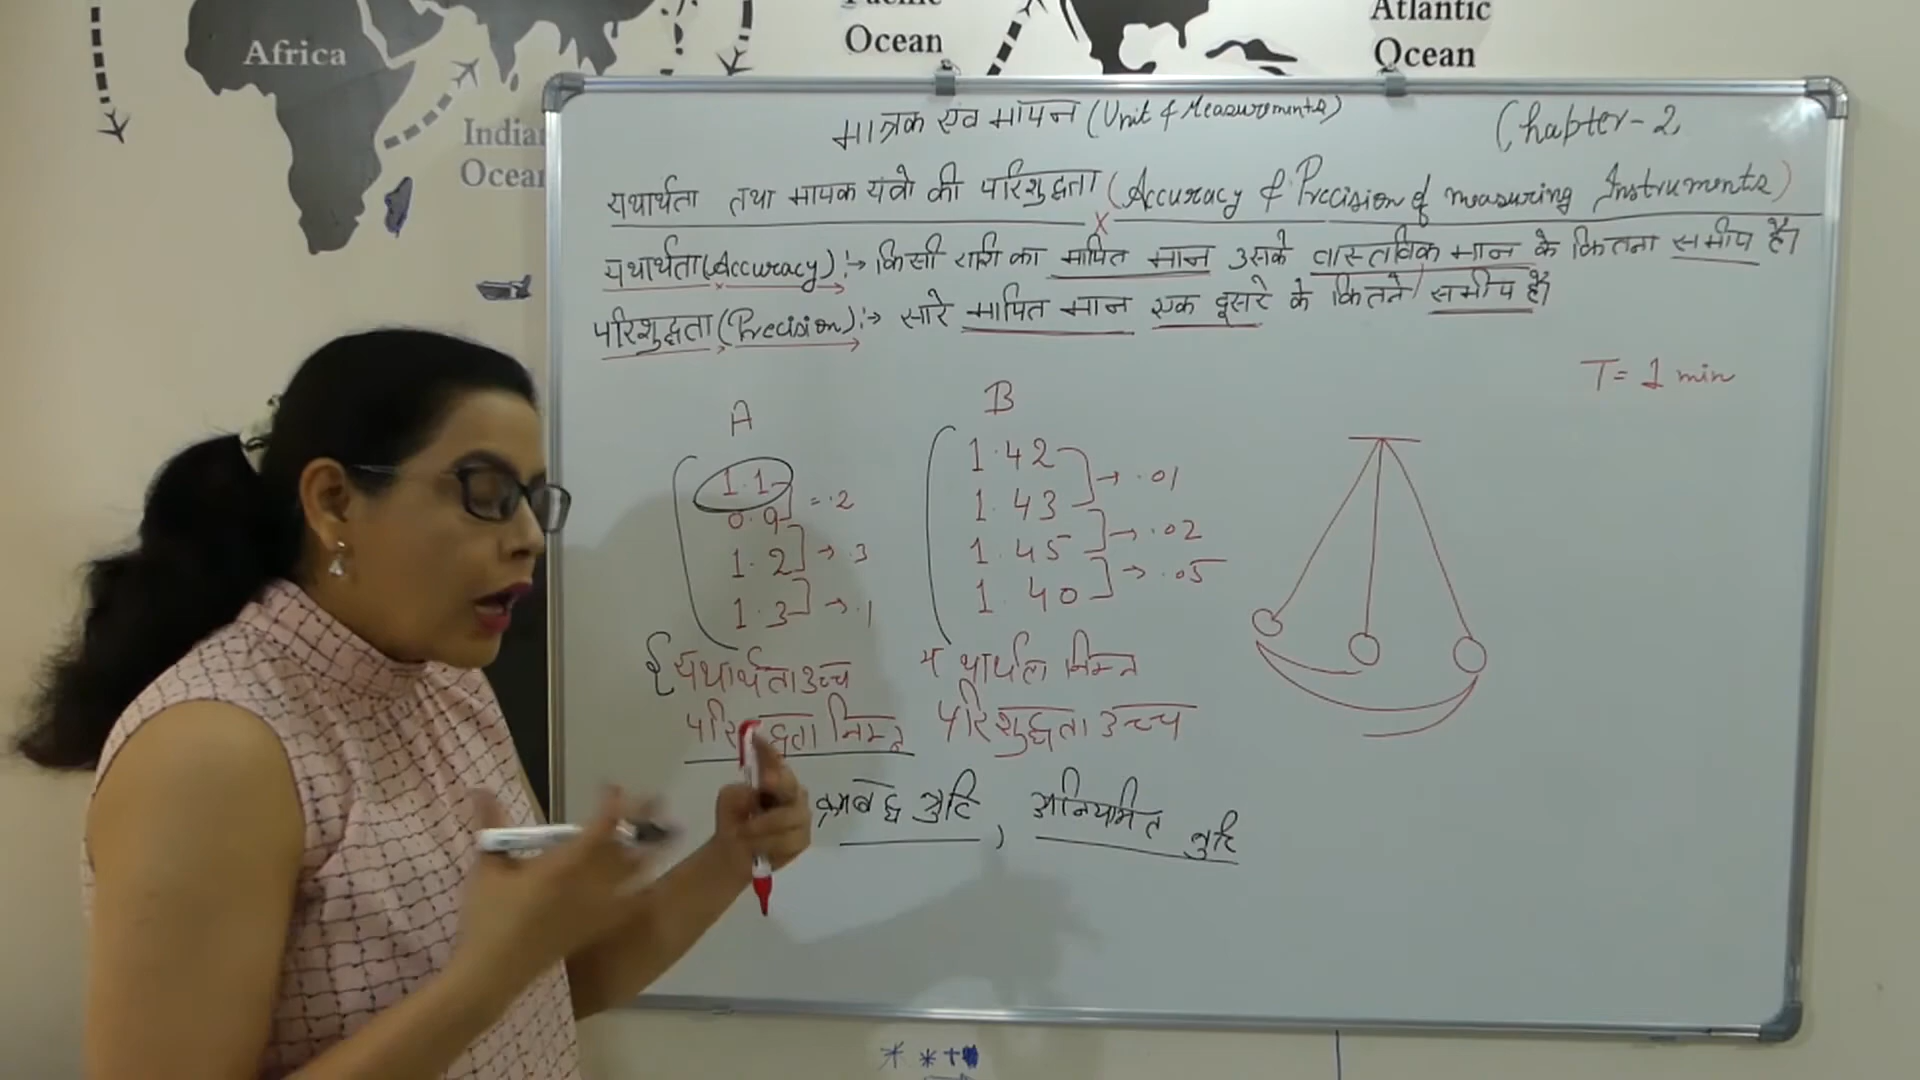 Africa
Indian
Ocean
Pacific
Ocean
Atlantic
Ocean
मात्रक एवं मापन (Unit & Measurements)
Chapter-2
यथार्थता तथा मापक यंत्रो की परिशुद्धता (Accuracy & Precision of measuring Instruments)
यथार्थता (Accuracy) :→ किसी राशि का मापित मान उसके वास्तविक मान के कितना समीप है।
परिशुद्धता (Precision) :→ सारे मापित मान एक दूसरे के कितने समीप है।
T = 1 min
A
1.1
0.9 = .2
1.2 → .3
1.3 → .1
यथार्थता उच्च
निम्न
B
1.42
1.43 → .01
1.45 → .02
1.40 → .05
यथार्थता निम्न
परिशुद्धता उच्च
त्रुटि, अनियमित त्रुटि